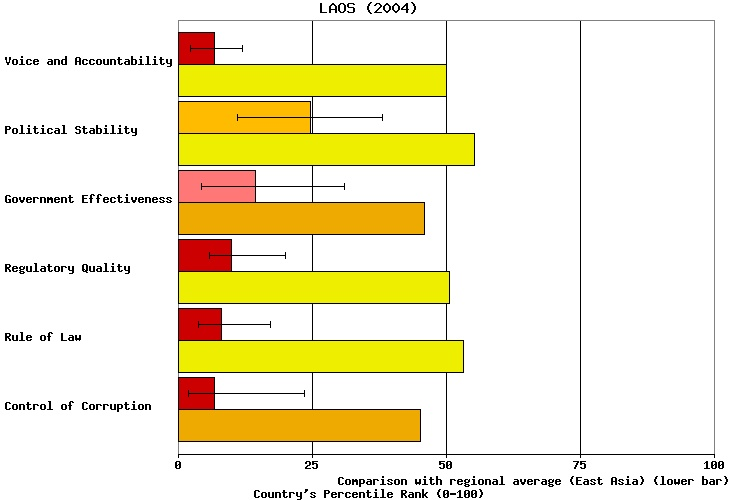 LAOS (2004)
Voice and Accountability
Political Stability
Government Effectiveness
Regulatory Quality
Rule of Law
Control of Corruption
0 25 50 75 100
Comparison with regional average (East Asia) (lower bar)
Country's Percentile Rank (0-100)